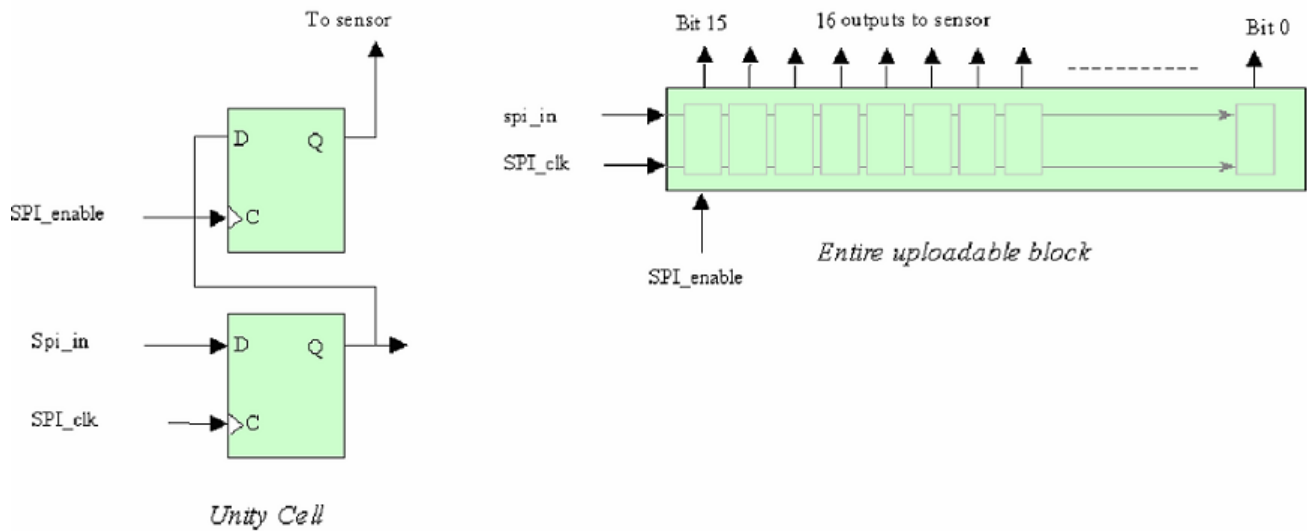 To sensor
D
Q
SPI_enable
C
Spi_in
D
Q
SPI_clk
C
Unity Cell
Bit 15
16 outputs to sensor
Bit 0
spi_in
SPI_clk
SPI_enable
Entire uploadable block